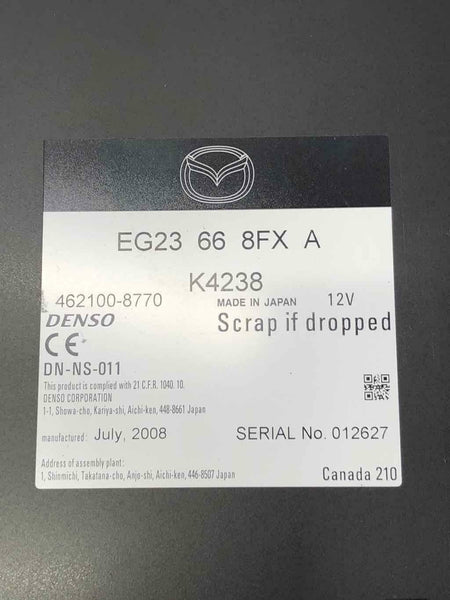 EG23 66 8FX A
K4238
462100-8770 MADE IN JAPAN 12V
DENSO Scrap if dropped
CE
DN-NS-011
This product is complied with 21 C.F.R. 1040. 10.
DENSO CORPORATION
1-1, Showa-cho, Kariya-shi, Aichi-ken, 448-8661 Japan
manufactured: July, 2008 SERIAL No. 012627
Address of assembly plant:
1, Shinmichi, Takatana-cho, Anjo-shi, Aichi-ken, 446-8507 Japan
Canada 210